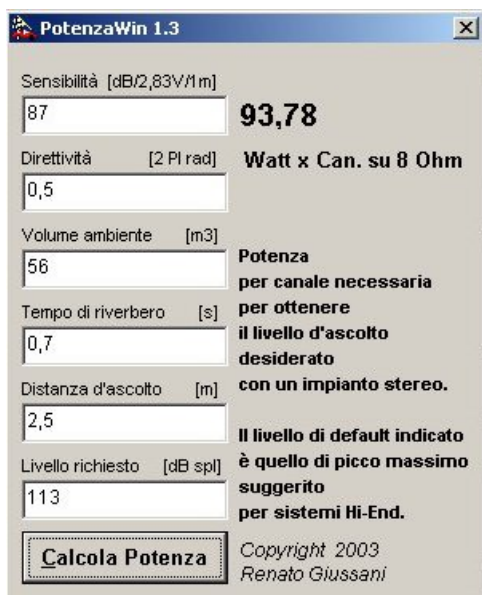 PotenzaWin 1.3
Sensibilità [dB/2,83V/1m]
87
93,78
Direttività [2 PI rad]
Watt x Can. su 8 Ohm
0,5
Volume ambiente [m3]
56
Tempo di riverbero [s]
0,7
Distanza d'ascolto [m]
2,5
Livello richiesto [dB spl]
113
Calcola Potenza
Potenza
per canale necessaria
per ottenere
il livello d'ascolto
desiderato
con un impianto stereo.
Il livello di default indicato
è quello di picco massimo
suggerito
per sistemi Hi-End.
Copyright 2003
Renato Giussani